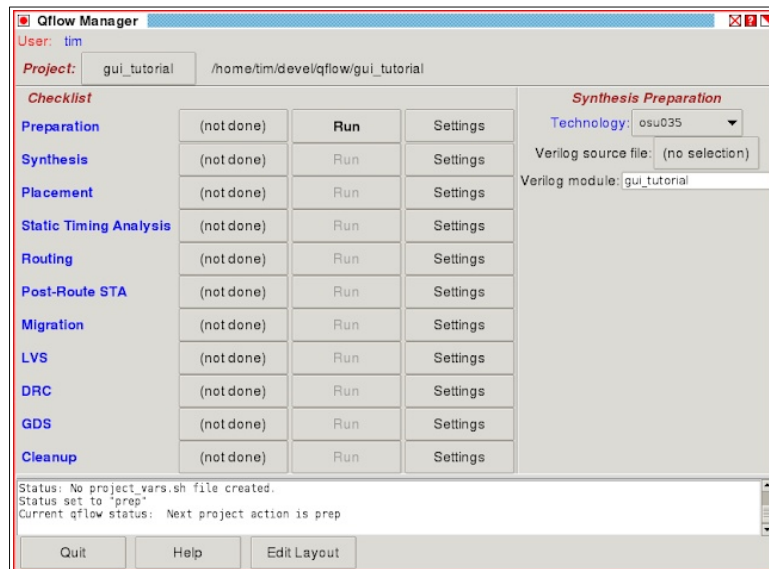 Qflow Manager
User: tim
Project: gui_tutorial /home/tim/devel/qflow/gui_tutorial
Checklist
Preparation (not done) Run Settings
Synthesis (not done) Run Settings
Placement (not done) Run Settings
Static Timing Analysis (not done) Run Settings
Routing (not done) Run Settings
Post-Route STA (not done) Run Settings
Migration (not done) Run Settings
LVS (not done) Run Settings
DRC (not done) Run Settings
GDS (not done) Run Settings
Cleanup (not done) Run Settings
Synthesis Preparation
Technology: osu035
Verilog source file: (no selection)
Verilog module: gui_tutorial
Status: No project_vars.sh file created.
Status set to "prep"
Current qflow status: Next project action is prep
Quit Help Edit Layout